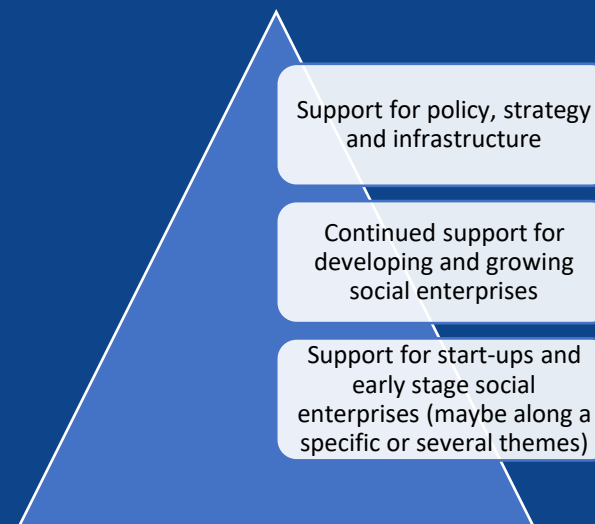 Support for policy, strategy
and infrastructure
Continued support for
developing and growing
social enterprises
Support for start-ups and
early stage social
enterprises (maybe along a
specific or several themes)